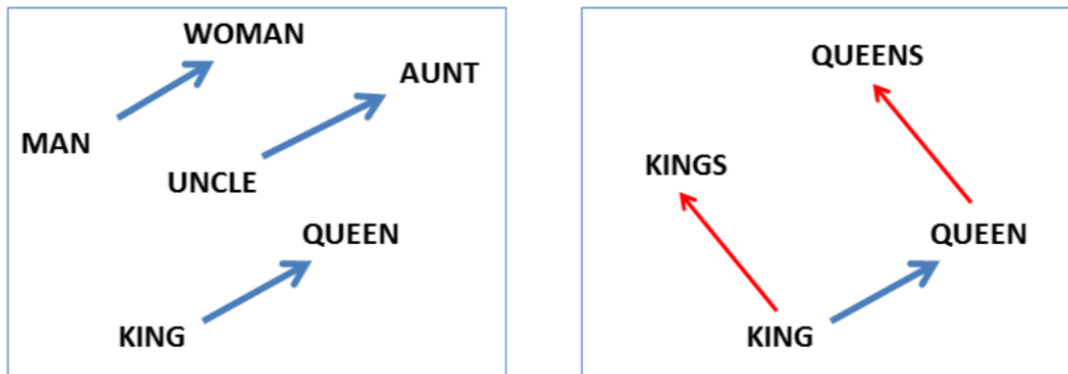 WOMAN
AUNT
MAN
UNCLE
QUEEN
KING
QUEENS
KINGS
QUEEN
KING